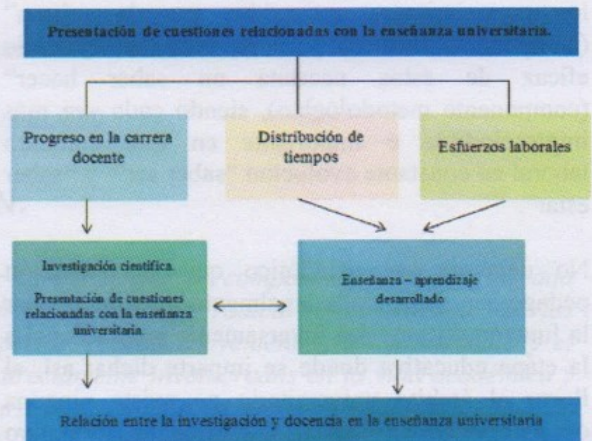 Presentación de cuestiones relacionadas con la enseñanza universitaria.
Progreso en la carrera
docente
Distribución de
tiempos
Esfuerzos laborales
Investigación científica.
Presentación de cuestiones
relacionadas con la enseñanza
universitaria.
Enseñanza – aprendizaje
desarrollado
Relación entre la investigación y docencia en la enseñanza universitaria